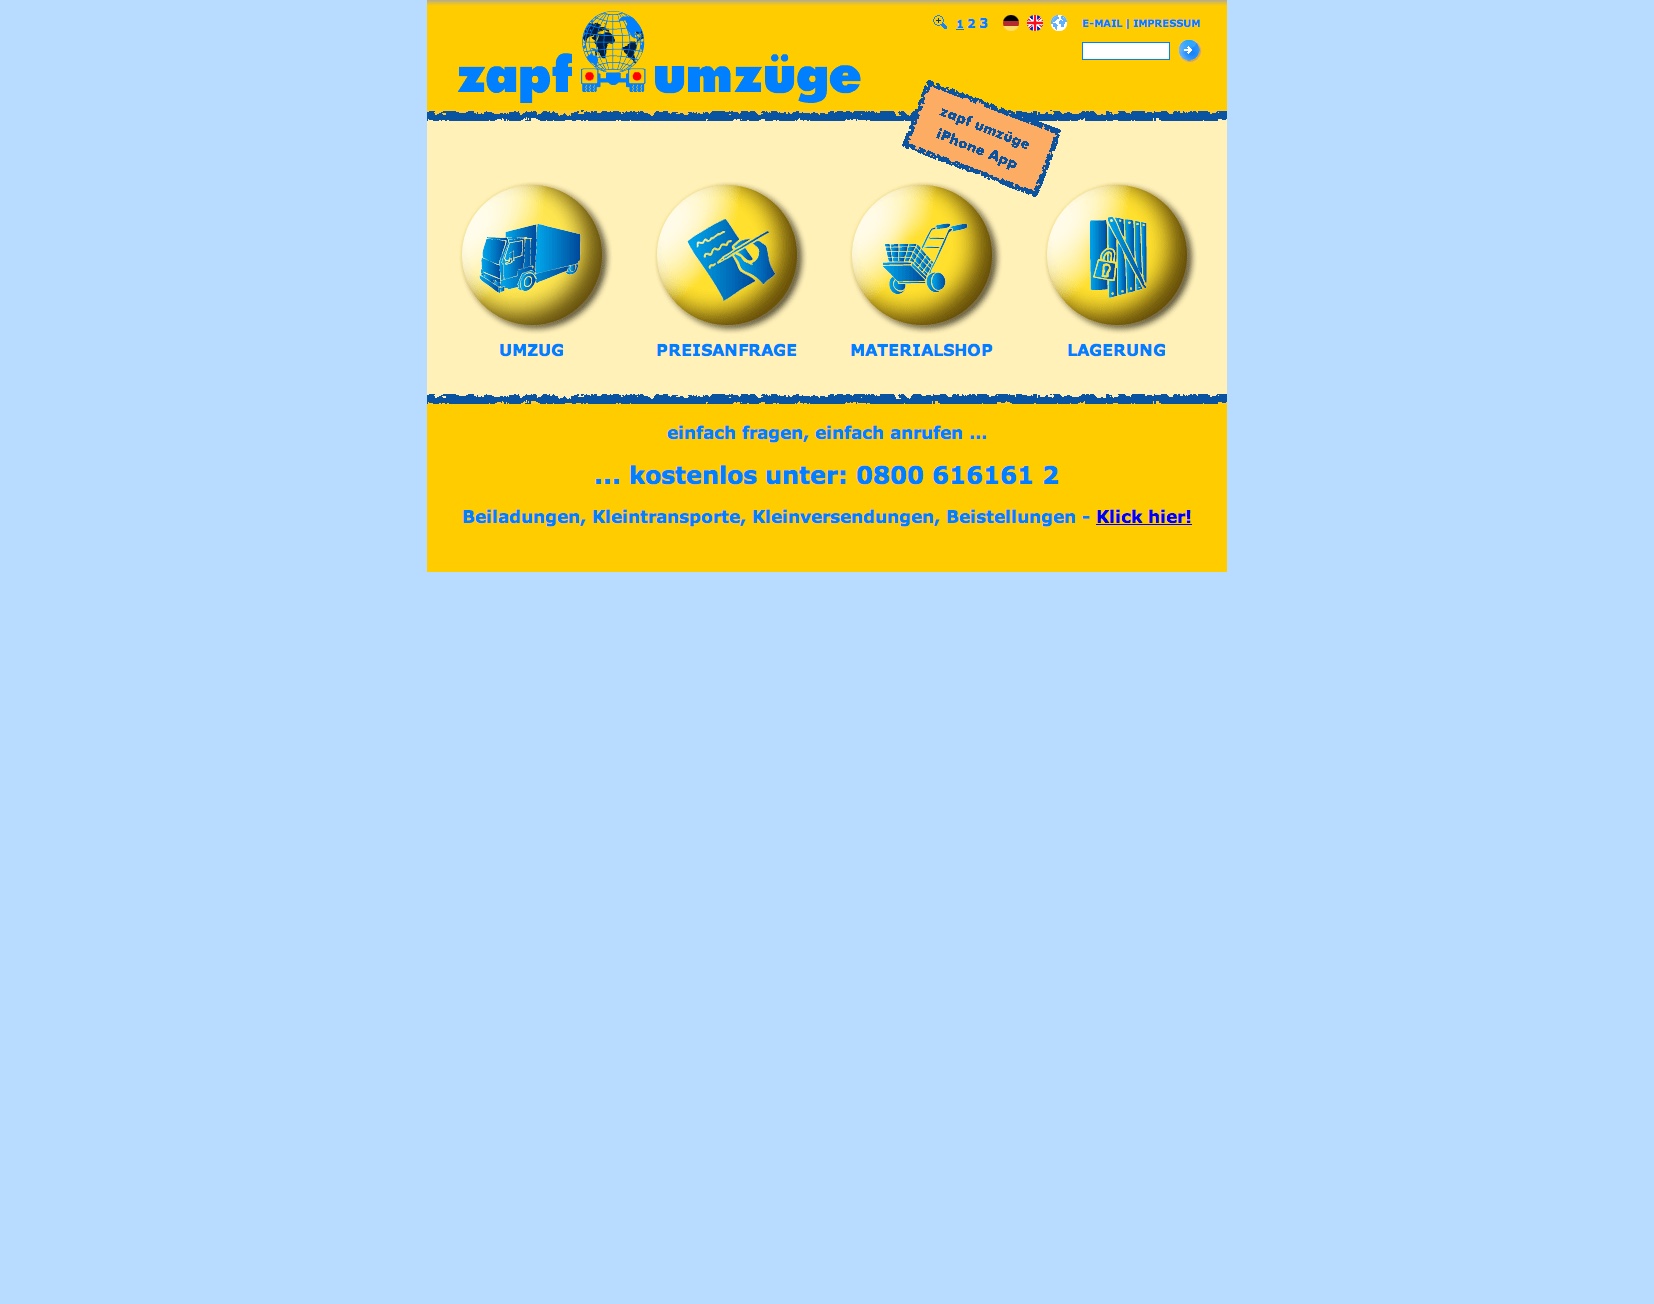 1 2 3
E-MAIL | IMPRESSUM
zapf umzüge
zapf umzüge
iPhone App
UMZUG
PREISANFRAGE
MATERIALSHOP
LAGERUNG
einfach fragen, einfach anrufen ...
... kostenlos unter: 0800 616161 2
Beiladungen, Kleintransporte, Kleinversendungen, Beistellungen - Klick hier!